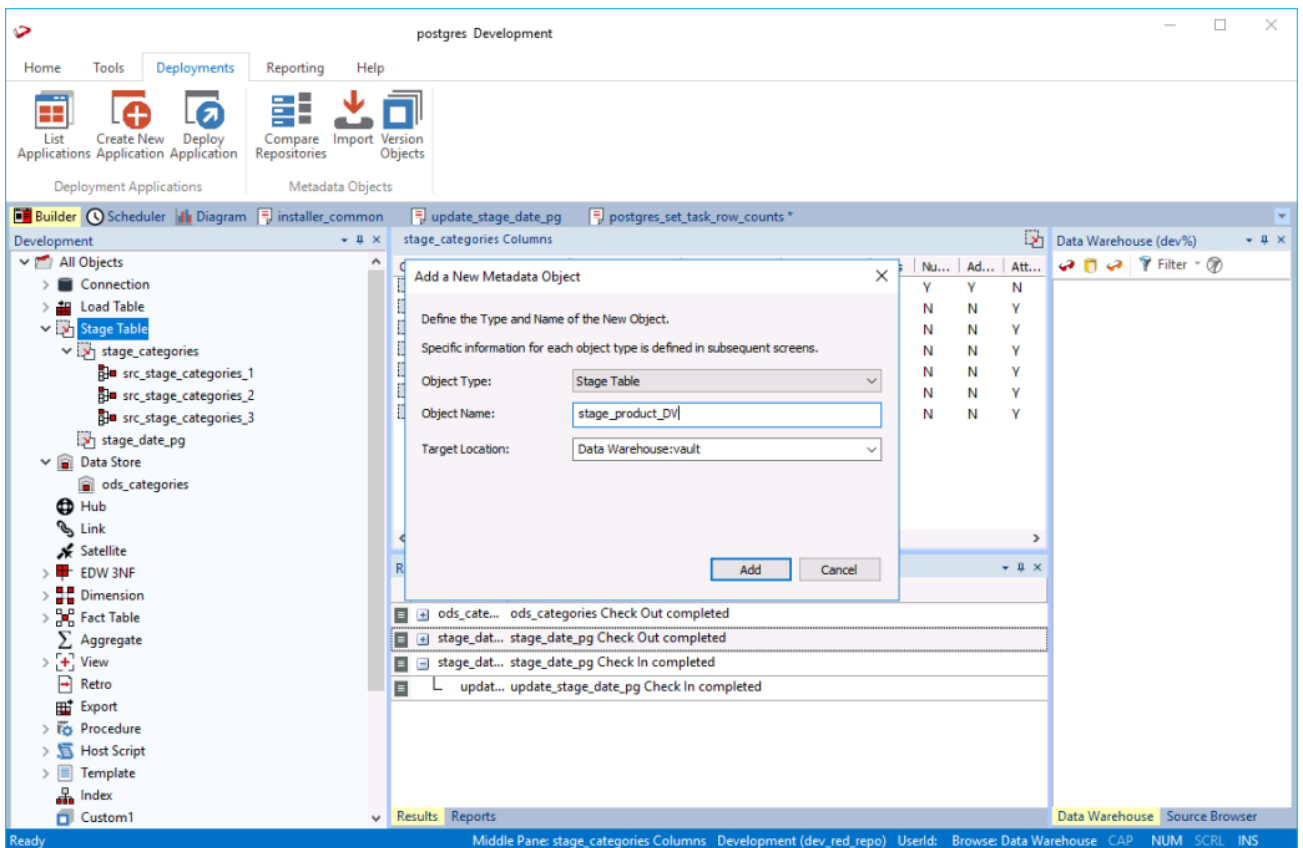 postgres Development
Home Tools Deployments Reporting Help
List Applications
Create New Application
Deploy Application
Compare Repositories
Import
Version Objects
Deployment Applications
Metadata Objects
Builder Scheduler Diagram installer_common update_stage_date_pg postgres_set_task_row_counts *
Development
All Objects
Connection
Load Table
Stage Table
stage_categories
src_stage_categories_1
src_stage_categories_2
src_stage_categories_3
stage_date_pg
Data Store
ods_categories
Hub
Link
Satellite
EDW 3NF
Dimension
Fact Table
Aggregate
View
Retro
Export
Procedure
Host Script
Template
Index
Custom1
stage_categories Columns
Nu... Ad... Att...
Y Y N
N N Y
N N Y
N N Y
N N Y
N N Y
N N Y
Add a New Metadata Object
Define the Type and Name of the New Object.
Specific information for each object type is defined in subsequent screens.
Object Type: Stage Table
Object Name: stage_product_DV
Target Location: Data Warehouse:vault
Add Cancel
ods_cate... ods_categories Check Out completed
stage_dat... stage_date_pg Check Out completed
stage_dat... stage_date_pg Check In completed
updat... update_stage_date_pg Check In completed
Results Reports
Data Warehouse (dev%)
Filter
Data Warehouse Source Browser
Ready Middle Pane: stage_categories Columns Development (dev_red_repo) UserId: Browse: Data Warehouse CAP NUM SCRL INS